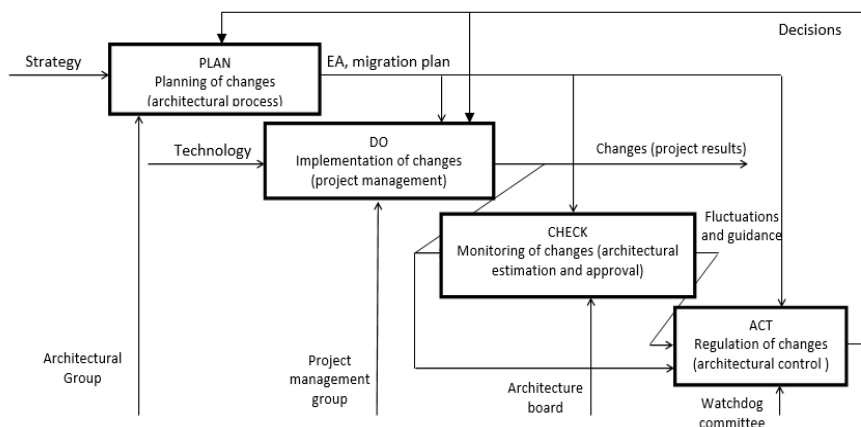 Decisions
Strategy
PLAN
Planning of changes
(architectural process)
EA, migration plan
Technology
DO
Implementation of changes
(project management)
Changes (project results)
CHECK
Monitoring of changes (architectural
estimation and approval)
Fluctuations
and guidance
ACT
Regulation of changes
(architectural control )
Architectural
Group
Project
management
group
Architecture
board
Watchdog
committee